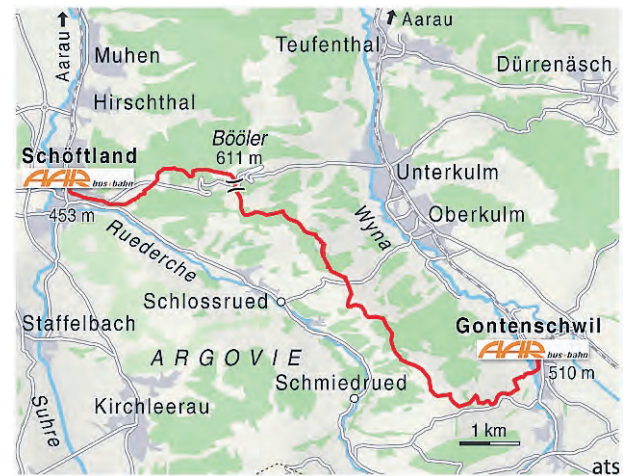 Aarau
Aarau
Muhen
Teufenthal
Dürrenäsch
Hirschthal
Bööler
611 m
Schöftland
AAR bus+bahn
453 m
Unterkulm
Oberkulm
Wyna
Ruederche
Schlossrued
Staffelbach
Gontenschwil
AAR bus+bahn
510 m
ARGOVIE
Schmiedrued
Kirchleerau
Suhre
1 km
ats